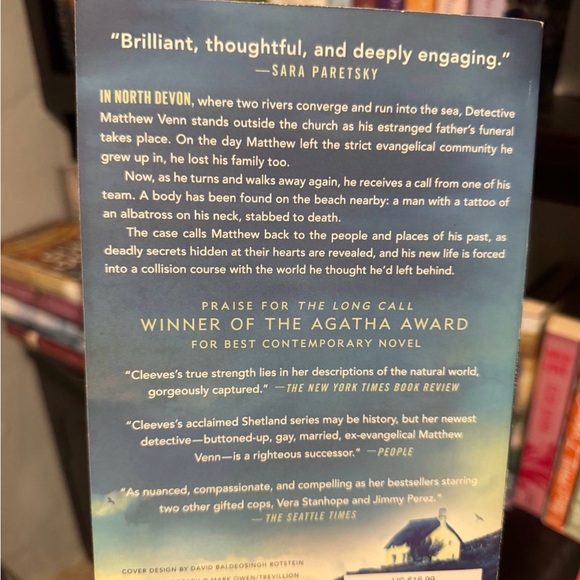 "Brilliant, thoughtful, and deeply engaging."
—SARA PARETSKY
IN NORTH DEVON, where two rivers converge and run into the sea, Detective
Matthew Venn stands outside the church as his estranged father's funeral
takes place. On the day Matthew left the strict evangelical community he
grew up in, he lost his family too.
Now, as he turns and walks away again, he receives a call from one of his
team. A body has been found on the beach nearby: a man with a tattoo of
an albatross on his neck, stabbed to death.
The case calls Matthew back to the people and places of his past, as
deadly secrets hidden at their hearts are revealed, and his new life is forced
into a collision course with the world he thought he'd left behind.
PRAISE FOR THE LONG CALL
WINNER OF THE AGATHA AWARD
FOR BEST CONTEMPORARY NOVEL
"Cleeves's true strength lies in her descriptions of the natural world,
gorgeously captured." —THE NEW YORK TIMES BOOK REVIEW
"Cleeves's acclaimed Shetland series may be history, but her newest
detective—buttoned-up, gay, married, ex-evangelical Matthew
Venn—is a righteous successor." —PEOPLE
"As nuanced, compassionate, and compelling as her bestsellers starring
two other gifted cops, Vera Stanhope and Jimmy Perez."
—THE SEATTLE TIMES
COVER DESIGN BY DAVID BALDEOSINGH ROTSTEIN
MARK OWEN/TREVILLION
US $16.99